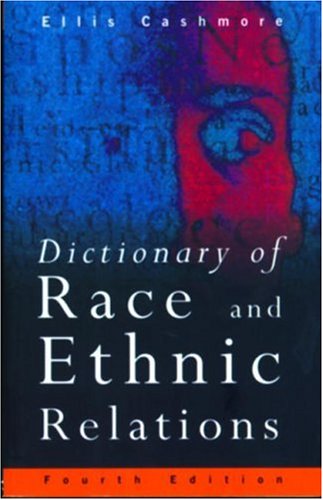 Ellis Cashmore
Dictionary of
Race and
Ethnic
Relations
Fourth Edition